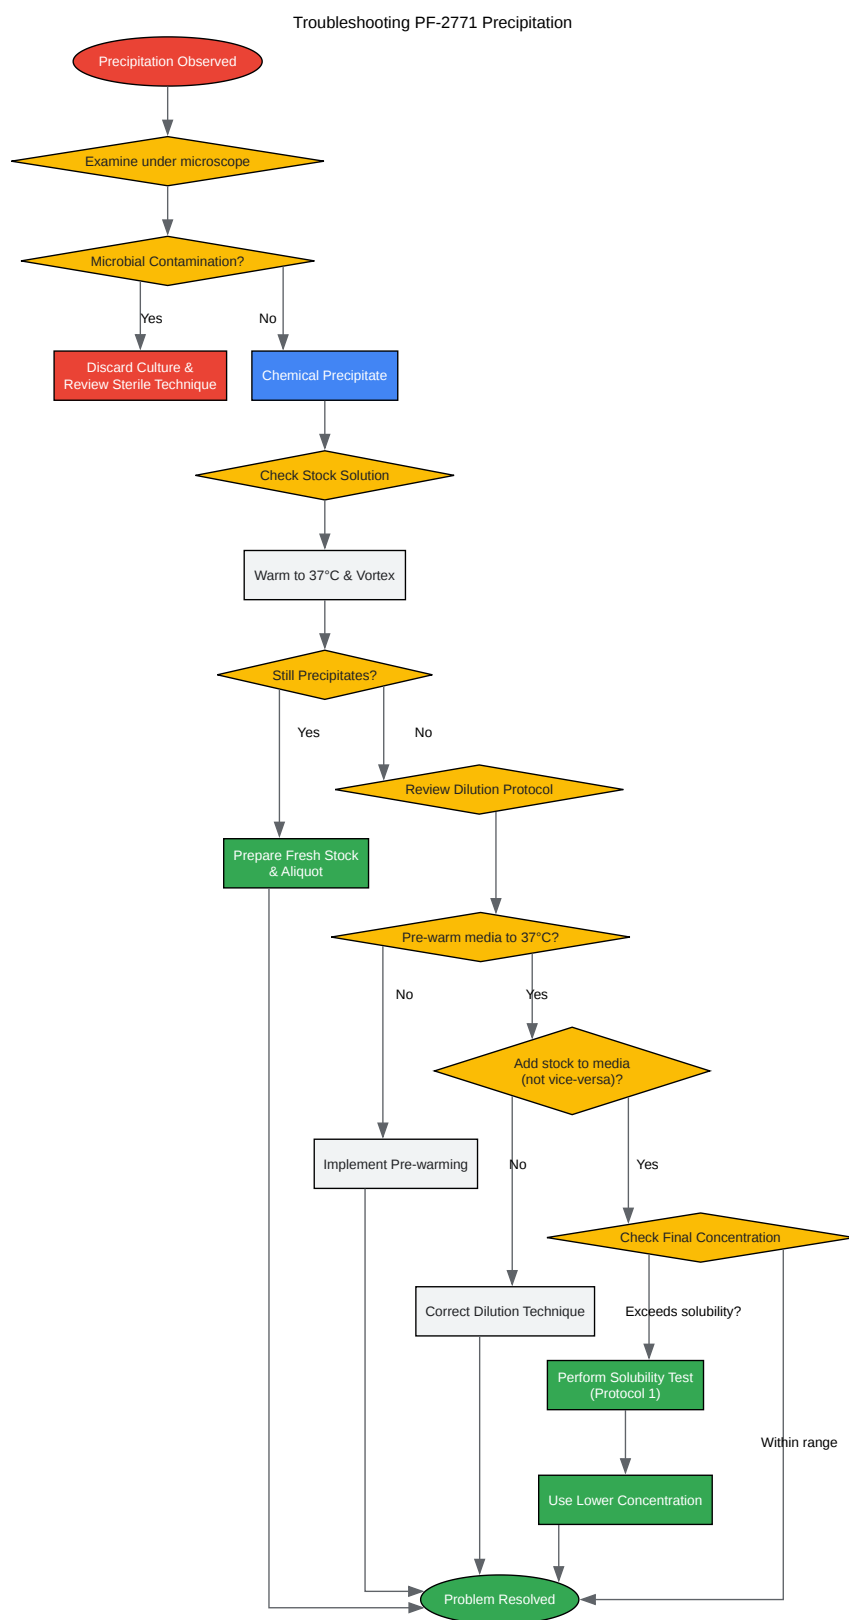 Troubleshooting PF-2771 Precipitation
Precipitation Observed
Examine under microscope
Microbial Contamination?
Yes
No
Discard Culture &
Review Sterile Technique
Chemical Precipitate
Check Stock Solution
Warm to 37°C & Vortex
Still Precipitates?
Yes
No
Review Dilution Protocol
Prepare Fresh Stock
& Aliquot
Pre-warm media to 37°C?
No
Yes
Add stock to media
(not vice-versa)?
Implement Pre-warming
No
Yes
Check Final Concentration
Correct Dilution Technique
Exceeds solubility?
Perform Solubility Test
(Protocol 1)
Within range
Use Lower Concentration
Problem Resolved